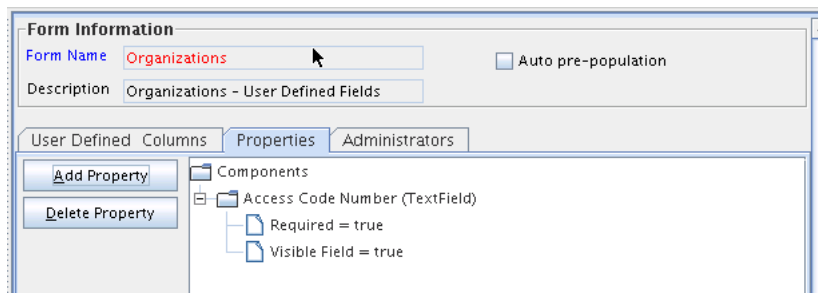 Form Information
Form Name Organizations Auto pre-population
Description Organizations - User Defined Fields
User Defined Columns Properties Administrators
Add Property Components
Access Code Number (TextField)
Delete Property
Required = true
Visible Field = true